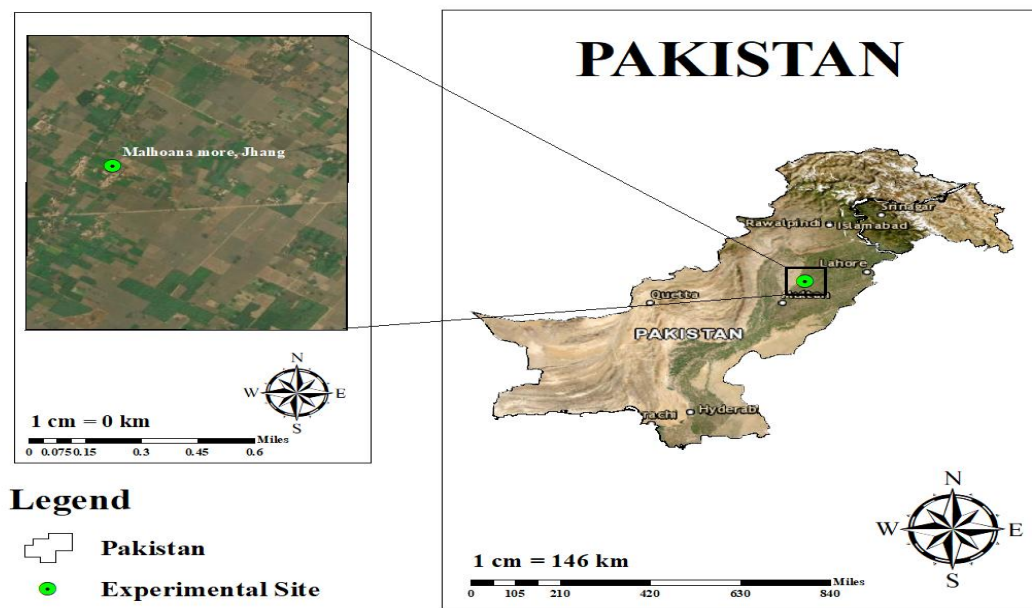 Malhoana more, Jhang
N
W E
S
1 cm = 0 km
Miles
0 0.075 0.15 0.3 0.45 0.6
Legend
Pakistan
Experimental Site
PAKISTAN
Srinagar
Rawalpindi
Islamabad
Lahore
Quetta
PAKISTAN
Hyderab
N
W E
S
1 cm = 146 km
Miles
0 105 210 420 630 840